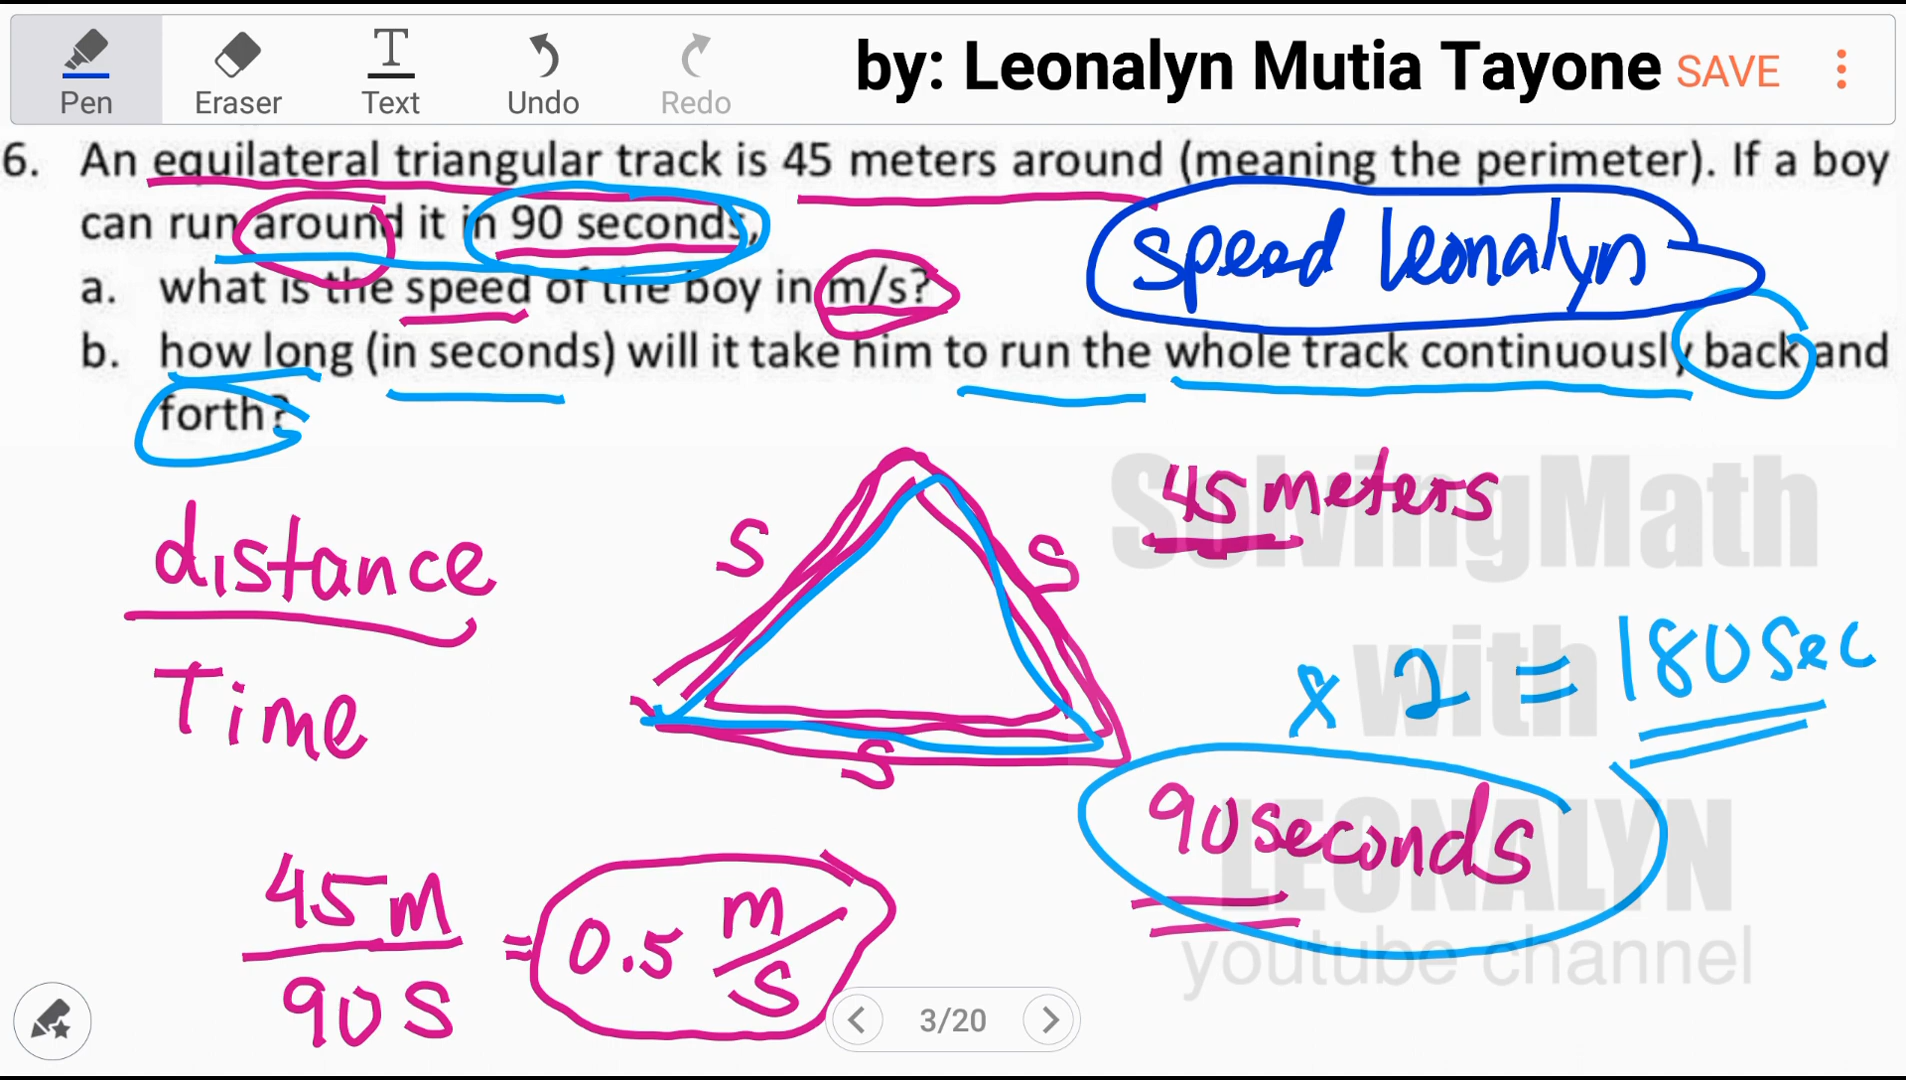 Pen
Eraser
Text
Undo
Redo
by: Leonalyn Mutia Tayone
SAVE
6. An equilateral triangular track is 45 meters around (meaning the perimeter). If a boy
can run around it in 90 seconds,
a. what is the speed of the boy in m/s?
b. how long (in seconds) will it take him to run the whole track continuously back and
forth?
speed leonalyn
SolvingMath
with
LEONALYN
youtube channel
distance
Time
S
S
S
45 meters
x 2 = 180 sec
90 seconds
45 m
90 S
= 0.5 m/s
3/20